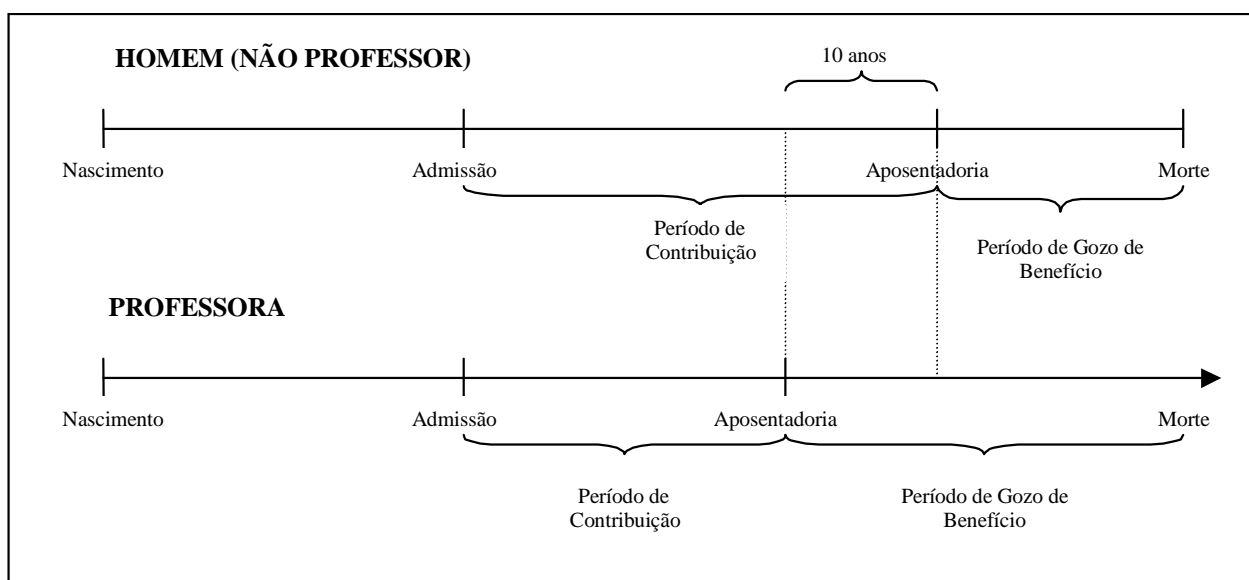 HOMEM (NÃO PROFESSOR)
10 anos
Nascimento
Admissão
Aposentadoria
Morte
Período de
Contribuição
Período de Gozo de
Benefício
PROFESSORA
Nascimento
Admissão
Aposentadoria
Morte
Período de
Contribuição
Período de Gozo de
Benefício